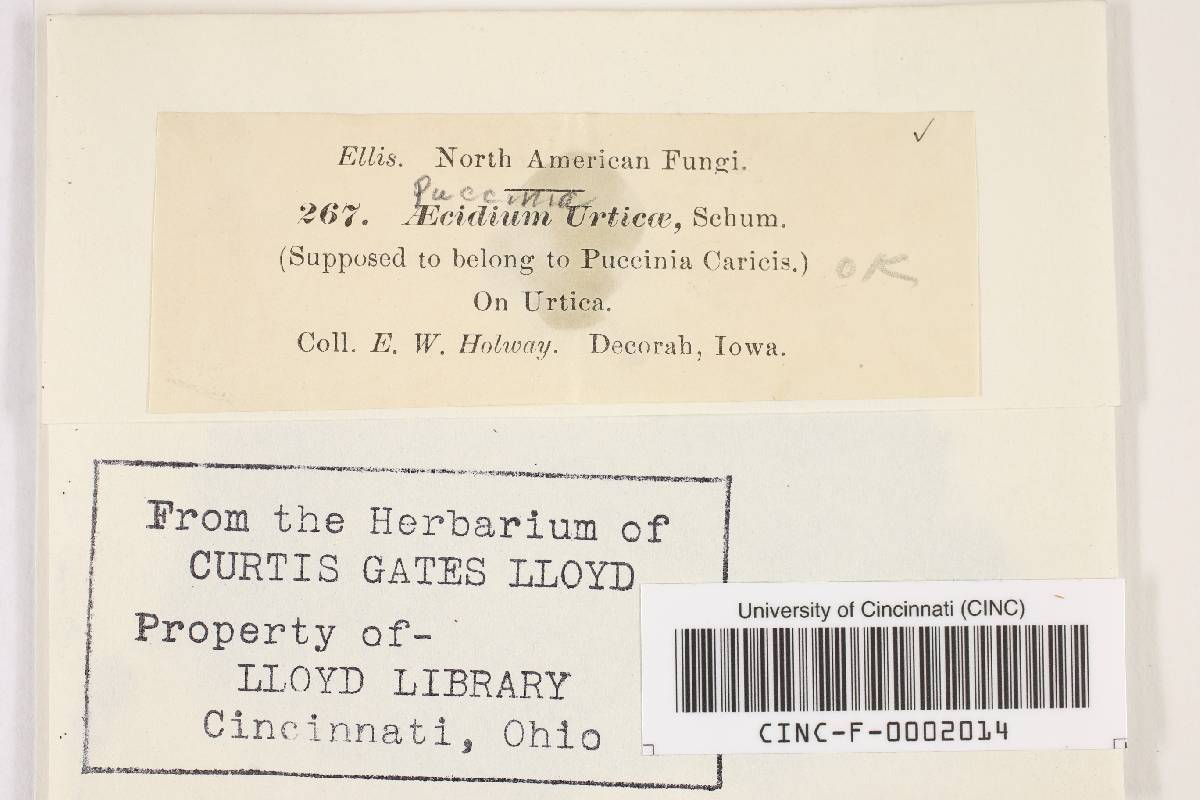 ✓
Ellis. North American Fungi.
Puccinia
267. Æcidium Urticæ, Schum.
(Supposed to belong to Puccinia Caricis.) OK
On Urtica.
Coll. E. W. Holway. Decorah, Iowa.
From the Herbarium of
CURTIS GATES LLOYD
Property of-
LLOYD LIBRARY
Cincinnati, Ohio
University of Cincinnati (CINC)
CINC-F-0002014